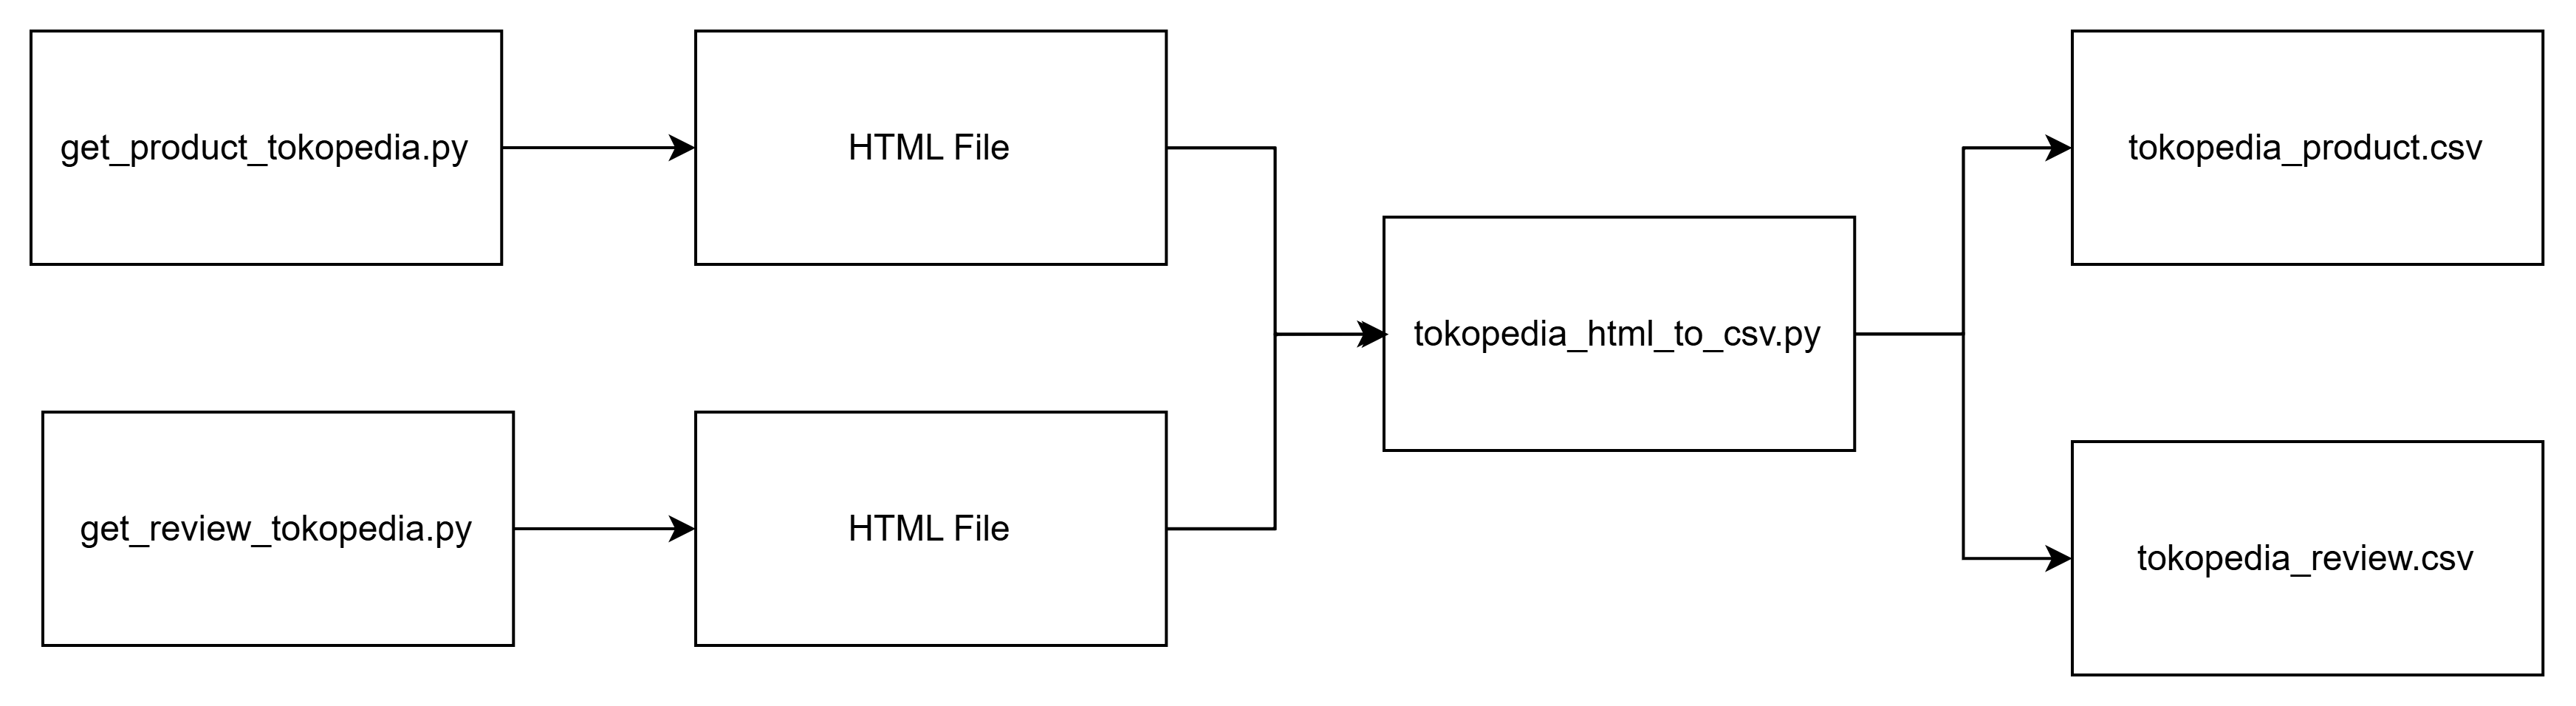 get_product_tokopedia.py
HTML File
tokopedia_product.csv
tokopedia_html_to_csv.py
get_review_tokopedia.py
HTML File
tokopedia_review.csv